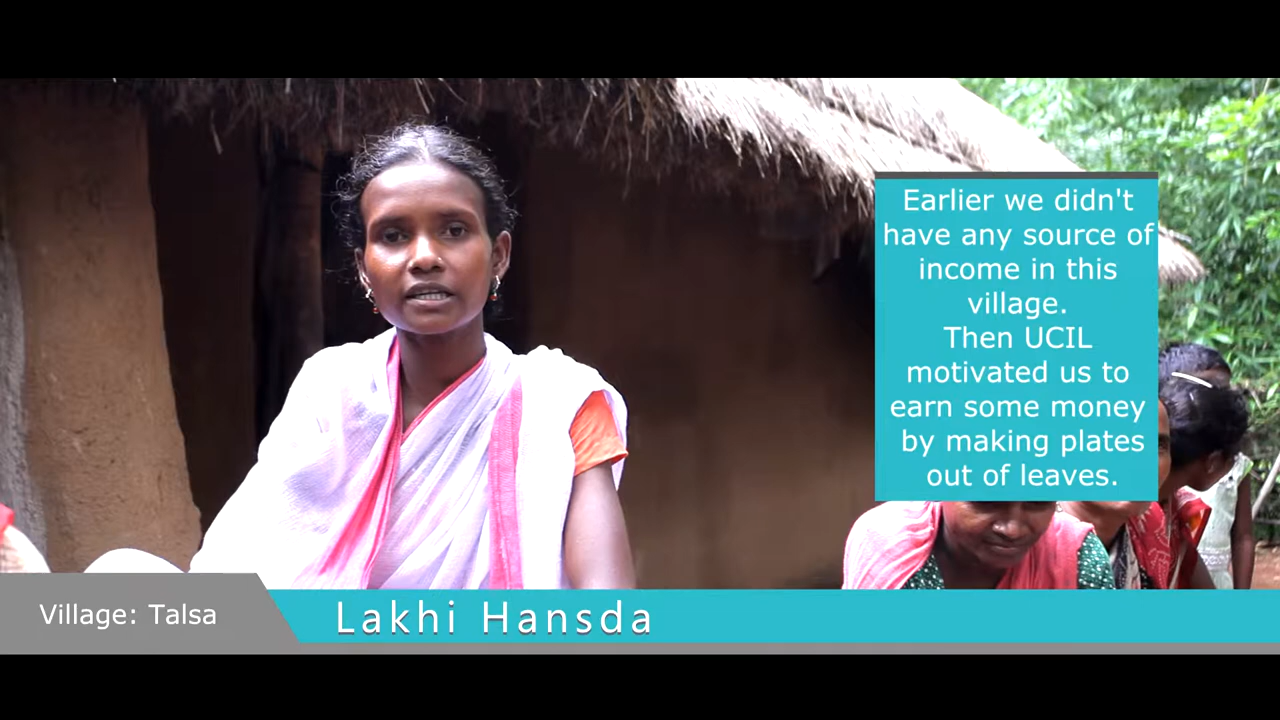 Earlier we didn't
have any source of
income in this
village.
Then UCIL
motivated us to
earn some money
by making plates
out of leaves.
Village: Talsa
Lakhi Hansda